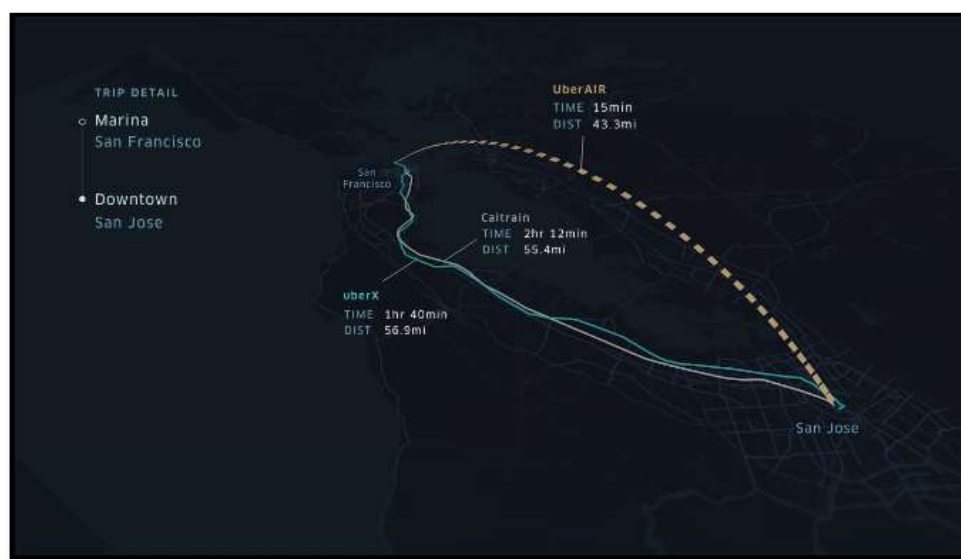 TRIP DETAIL
Marina
San Francisco
Downtown
San Jose
UberAIR
TIME 15min
DIST 43.3mi
San
Francisco
Caltrain
TIME 2hr 12min
DIST 55.4mi
uberX
TIME 1hr 40min
DIST 56.9mi
San Jose